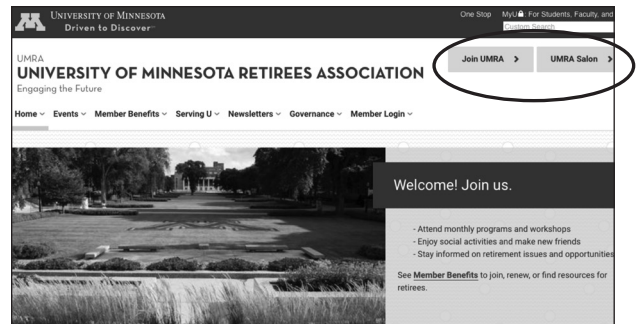 UNIVERSITY OF MINNESOTA
Driven to Discover
One Stop
MyU : For Students, Faculty, and
Custom Search
UMRA
UNIVERSITY OF MINNESOTA RETIREES ASSOCIATION
Engaging the Future
Join UMRA >
UMRA Salon >
Home Events Member Benefits Serving U Newsletters Governance Member Login
Welcome! Join us.
- Attend monthly programs and workshops
- Enjoy social activities and make new friends
- Stay informed on retirement issues and opportunities
See Member Benefits to join, renew, or find resources for
retirees.